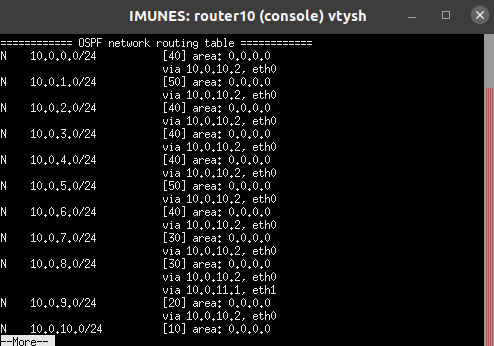 IMUNES: router10 (console) vtysh
============ OSPF network routing table ============
N    10.0.0.0/24           [40] area: 0.0.0.0
                           via 10.0.10.2, eth0
N    10.0.1.0/24           [50] area: 0.0.0.0
                           via 10.0.10.2, eth0
N    10.0.2.0/24           [40] area: 0.0.0.0
                           via 10.0.10.2, eth0
N    10.0.3.0/24           [40] area: 0.0.0.0
                           via 10.0.10.2, eth0
N    10.0.4.0/24           [40] area: 0.0.0.0
                           via 10.0.10.2, eth0
N    10.0.5.0/24           [50] area: 0.0.0.0
                           via 10.0.10.2, eth0
N    10.0.6.0/24           [40] area: 0.0.0.0
                           via 10.0.10.2, eth0
N    10.0.7.0/24           [30] area: 0.0.0.0
                           via 10.0.10.2, eth0
N    10.0.8.0/24           [30] area: 0.0.0.0
                           via 10.0.10.2, eth0
                           via 10.0.11.1, eth1
N    10.0.9.0/24           [20] area: 0.0.0.0
                           via 10.0.10.2, eth0
N    10.0.10.0/24          [10] area: 0.0.0.0
--More--